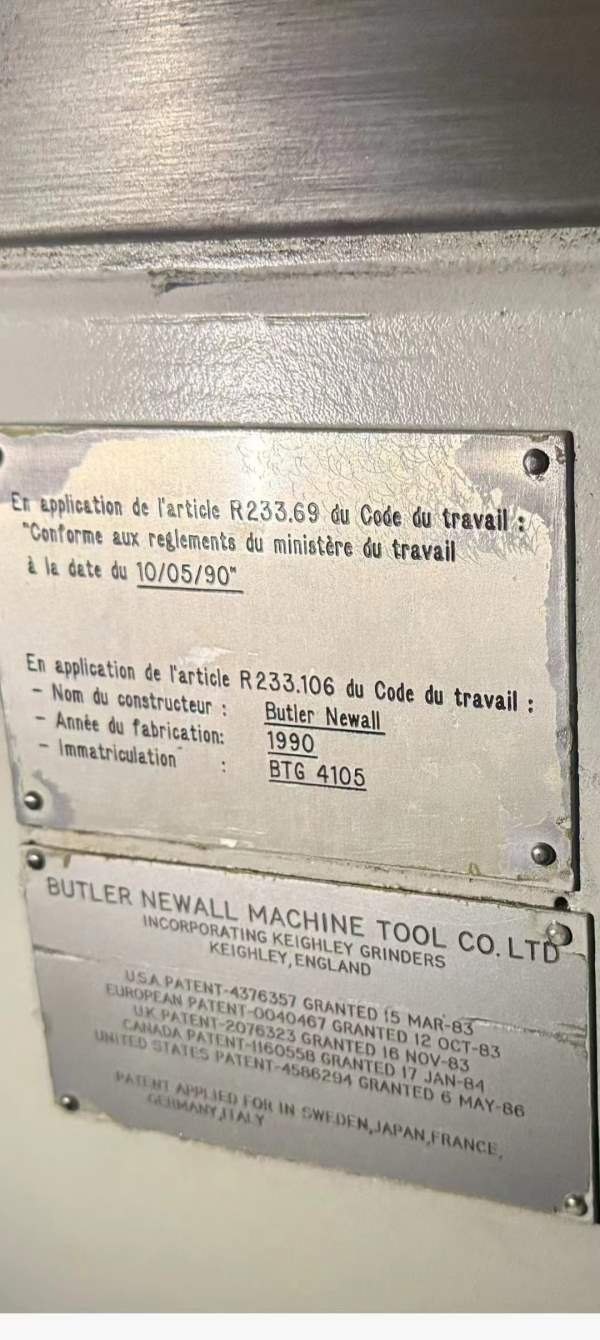 En application de l'article R233.69 du Code du travail :
"Conforme aux reglements du ministère du travail
à la date du 10/05/90"
En application de l'article R233.106 du Code du travail :
- Nom du constructeur : Butler Newall
- Année du fabrication: 1990
- Immatriculation : BTG 4105
BUTLER NEWALL MACHINE TOOL CO. LTD
INCORPORATING KEIGHLEY GRINDERS
KEIGHLEY, ENGLAND
U.S.A. PATENT-4376357 GRANTED 15 MAR-83
EUROPEAN PATENT-0040467 GRANTED 12 OCT-83
U.K. PATENT-2076323 GRANTED 16 NOV-83
CANADA PATENT-1160558 GRANTED 17 JAN-84
UNITED STATES PATENT-4586294 GRANTED 6 MAY-86
PATENT APPLIED FOR IN SWEDEN, JAPAN, FRANCE,
GERMANY, ITALY